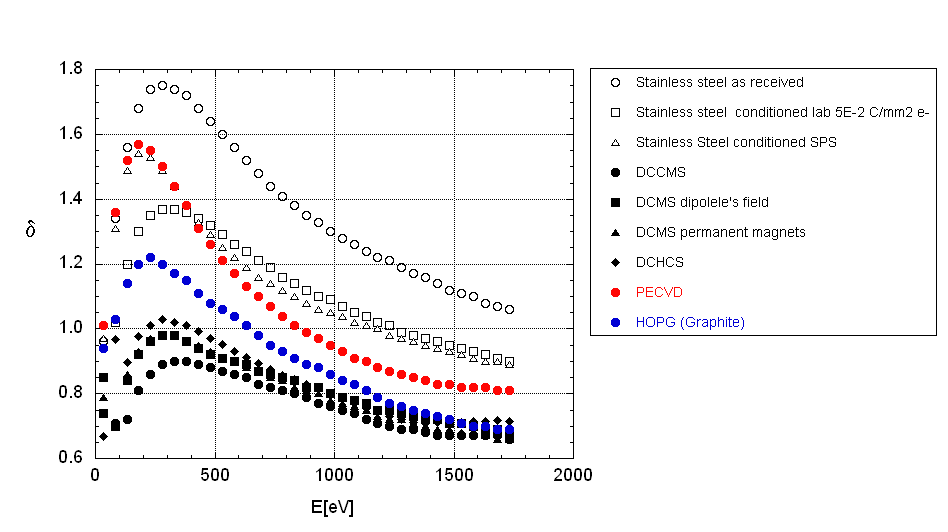 1.8
1.6
1.4
1.2
1.0
0.8
0.6
δ
0 500 1000 1500 2000
E[eV]
Stainless steel as received
Stainless steel conditioned lab 5E-2 C/mm2 e-
Stainless Steel conditioned SPS
DCCMS
DCMS dipolele's field
DCMS permanent magnets
DCHCS
PECVD
HOPG (Graphite)